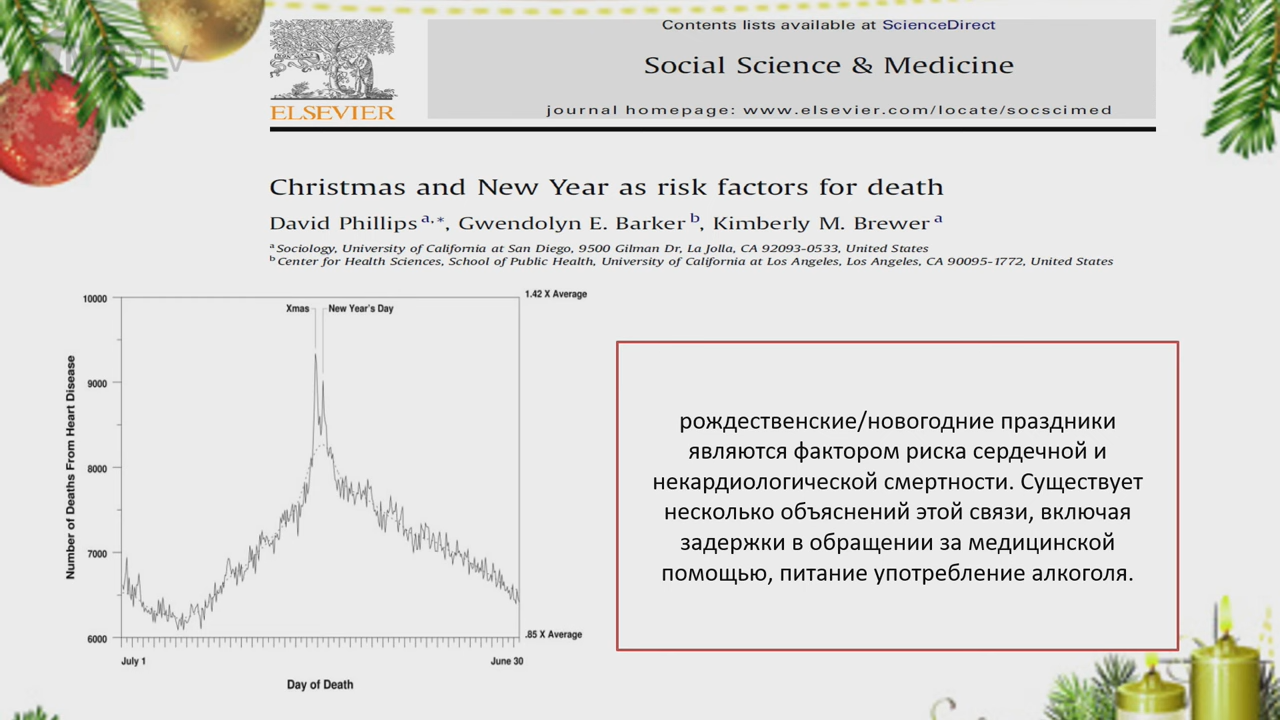 Contents lists available at ScienceDirect
Social Science & Medicine
journal homepage: www.elsevier.com/locate/socscimed
ELSEVIER
Christmas and New Year as risk factors for death
David Phillips a,*, Gwendolyn E. Barker b, Kimberly M. Brewer a
a Sociology, University of California at San Diego, 9500 Gilman Dr, La Jolla, CA 92093-0533, United States
b Center for Health Sciences, School of Public Health, University of California at Los Angeles, Los Angeles, CA 90095-1772, United States
10000
1.42 X Average
Xmas
New Year's Day
9000
8000
7000
6000
.85 X Average
Number of Deaths From Heart Disease
July 1
June 30
Day of Death
рождественские/новогодние праздники
являются фактором риска сердечной и
некардиологической смертности. Существует
несколько объяснений этой связи, включая
задержки в обращении за медицинской
помощью, питание употребление алкоголя.